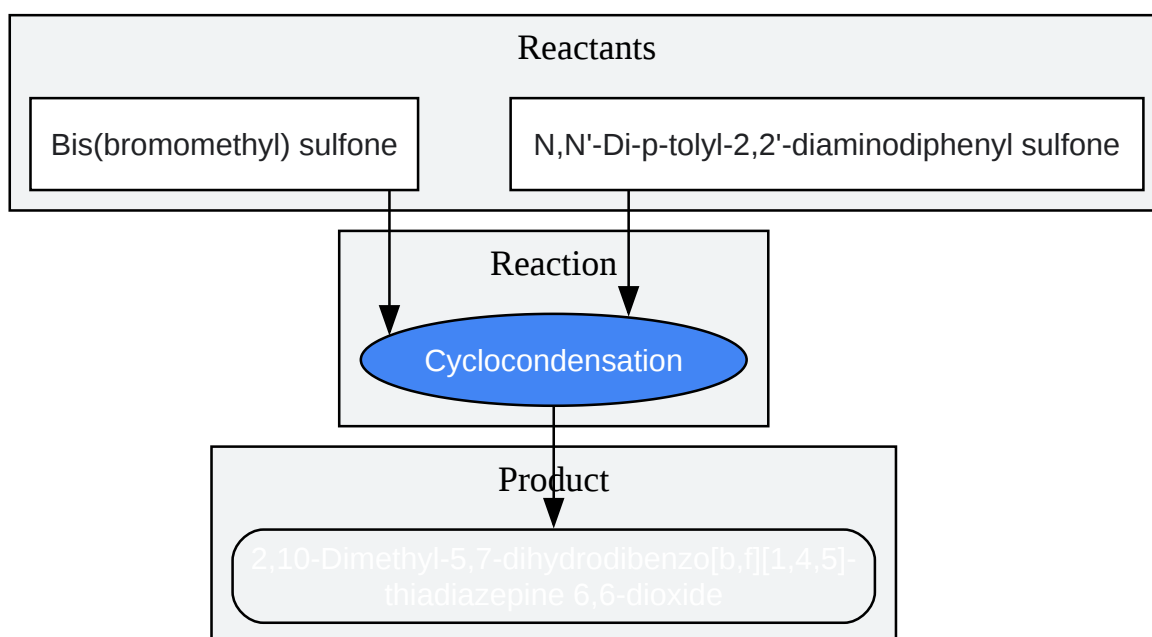 Reactants
Bis(bromomethyl) sulfone
N,N'-Di-p-tolyl-2,2'-diaminodiphenyl sulfone
Reaction
Cyclocondensation
Product
2,10-Dimethyl-5,7-dihydrodibenzo[b,f][1,4,5]-
thiadiazepine 6,6-dioxide